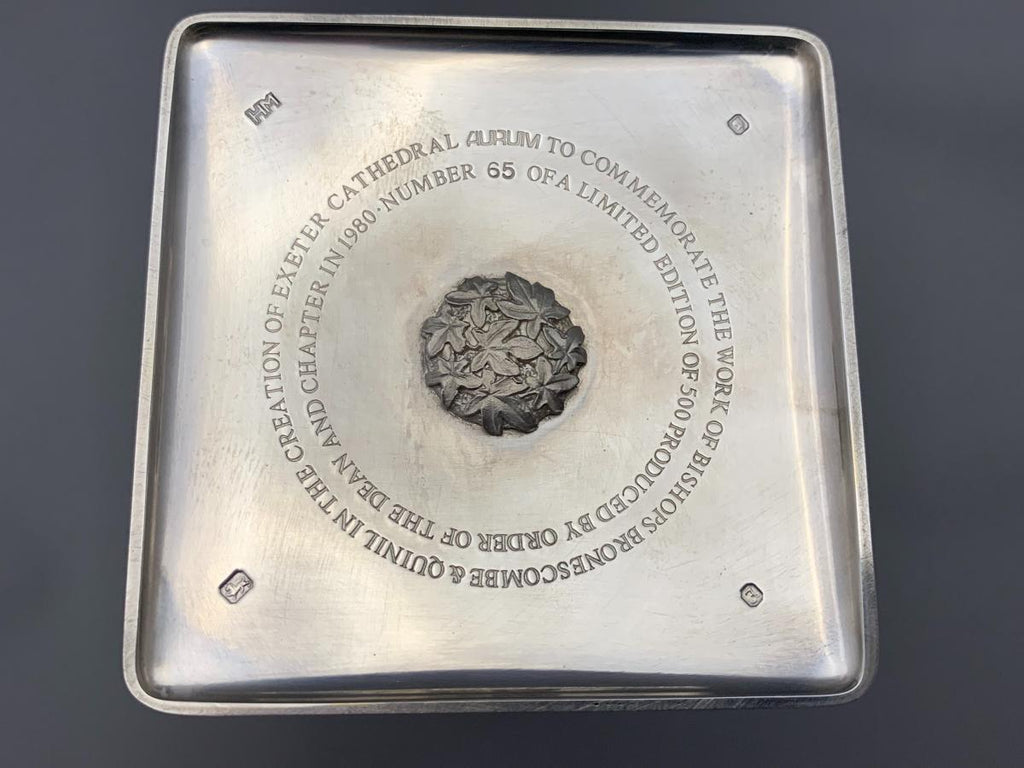 HM
AURUM TO COMMEMORATE THE WORK OF BISHOPS BRONESCOMBE & QUINIL IN THE CREATION OF EXETER CATHEDRAL
NUMBER 65 OF A LIMITED EDITION OF 500 PRODUCED BY ORDER OF THE DEAN AND CHAPTER IN 1980 ·